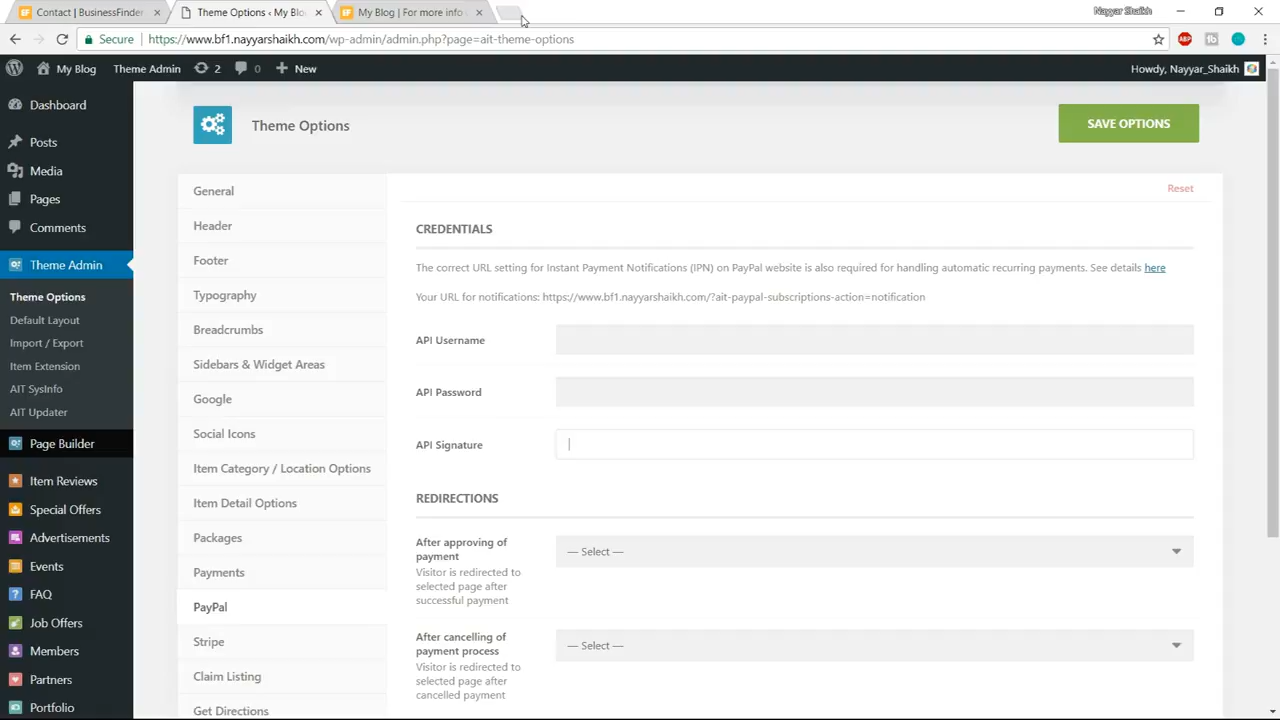 Contact | BusinessFinder
Theme Options ‹ My Blo
My Blog | For more info
Nayyar Shaikh
Secure
https://www.bf1.nayyarshaikh.com/wp-admin/admin.php?page=ait-theme-options
ABP
My Blog
Theme Admin
2
0
New
Howdy, Nayyar_Shaikh
Dashboard
Posts
Media
Pages
Comments
Theme Admin
Theme Options
Default Layout
Import / Export
Item Extension
AIT SysInfo
AIT Updater
Page Builder
Item Reviews
Special Offers
Advertisements
Events
FAQ
Job Offers
Members
Partners
Portfolio
Theme Options
SAVE OPTIONS
General
Header
Footer
Typography
Breadcrumbs
Sidebars & Widget Areas
Google
Social Icons
Item Category / Location Options
Item Detail Options
Packages
Payments
PayPal
Stripe
Claim Listing
Get Directions
Reset
CREDENTIALS
The correct URL setting for Instant Payment Notifications (IPN) on PayPal website is also required for handling automatic recurring payments. See details here
Your URL for notifications: https://www.bf1.nayyarshaikh.com/?ait-paypal-subscriptions-action=notification
API Username
API Password
API Signature
REDIRECTIONS
After approving of
payment
Visitor is redirected to
selected page after
successful payment
— Select —
After cancelling of
payment process
Visitor is redirected to
selected page after
cancelled payment
— Select —